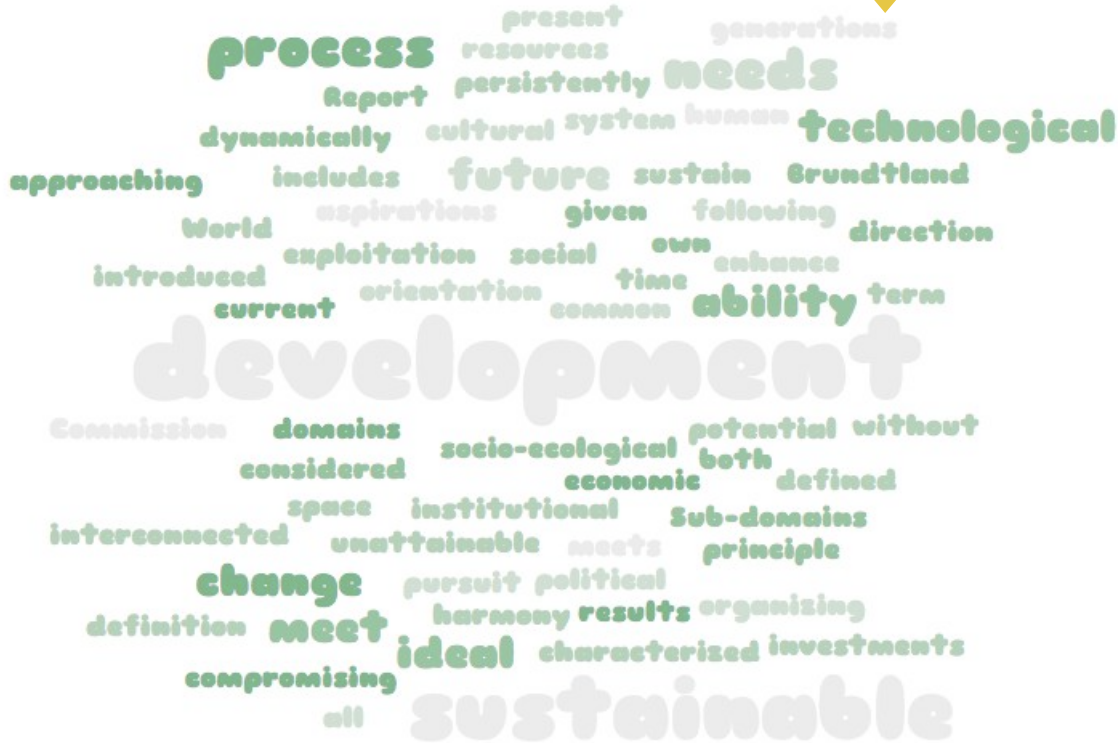 present generations
process resources
persistently needs
Report
dynamically cultural system human technological
approaching includes future sustain Brundtland
World aspirations given following direction
exploitation social own enhance
introduced orientation time
current common ability term
development
Commission domains potential without
considered socio-ecological both
economic defined
space institutional Sub-domains
interconnected unattainable meets principle
change pursuit political
definition meet harmony results organizing
ideal characterized investments
compromising
all sustainable